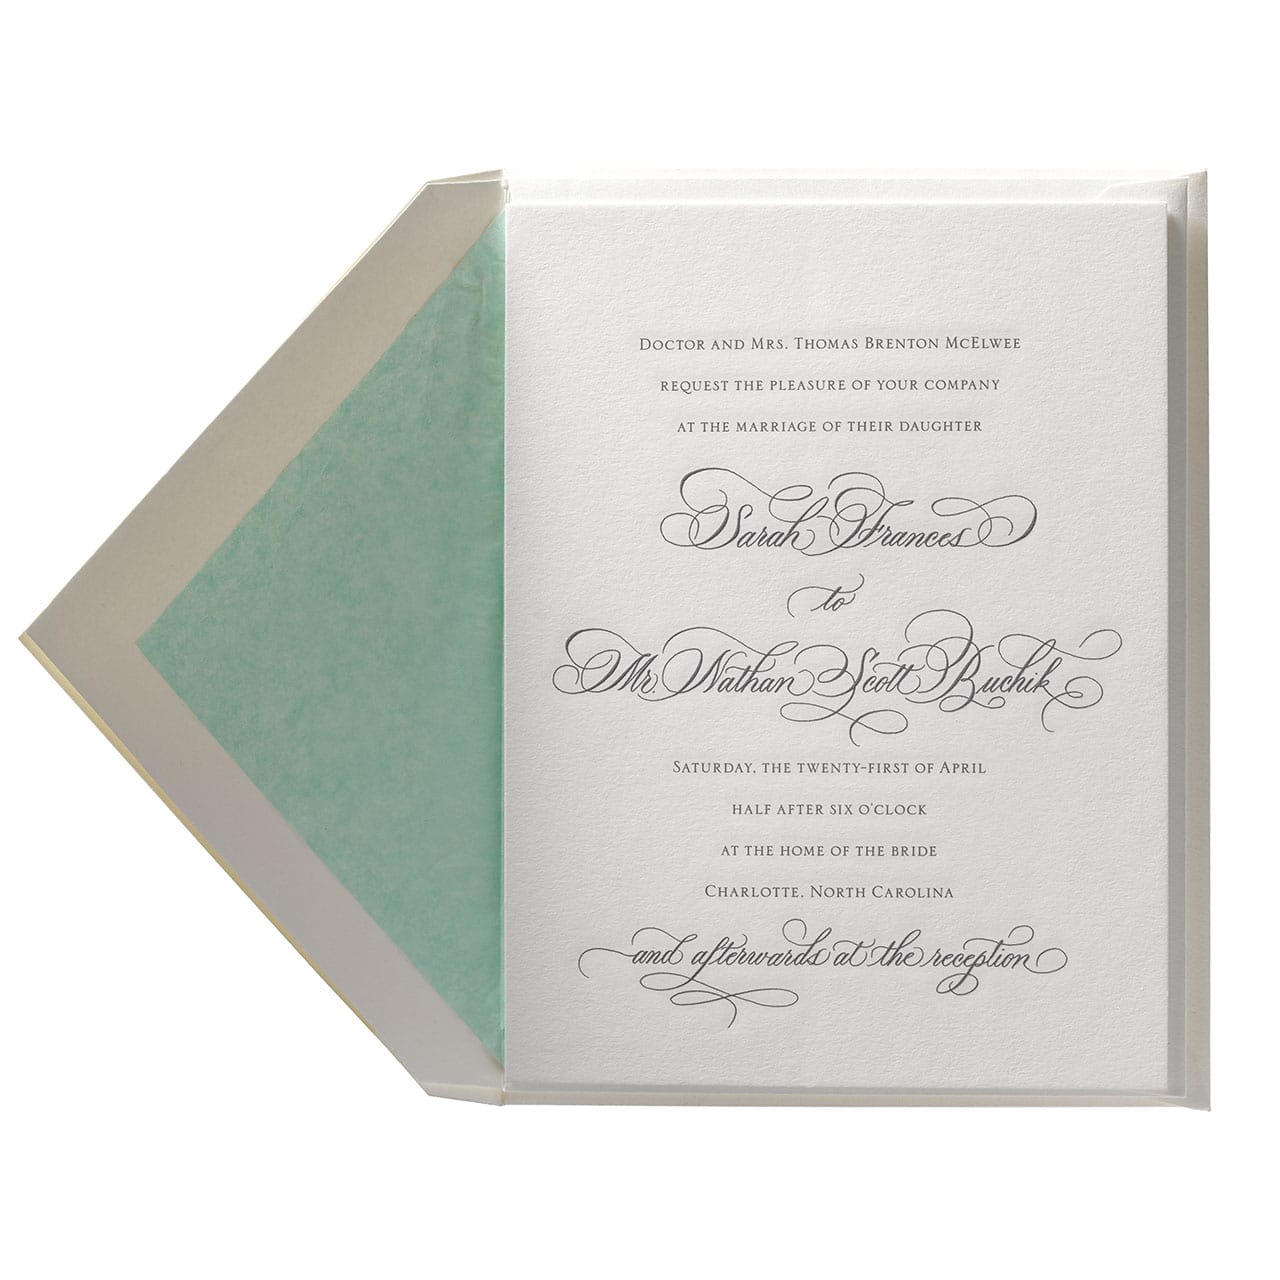 Doctor and Mrs. Thomas Brenton McElwee
request the pleasure of your company
at the marriage of their daughter
Sarah Frances
to
Mr. Nathan Scott Buchik
Saturday, the twenty-first of April
half after six o'clock
at the home of the bride
Charlotte, North Carolina
and afterwards at the reception